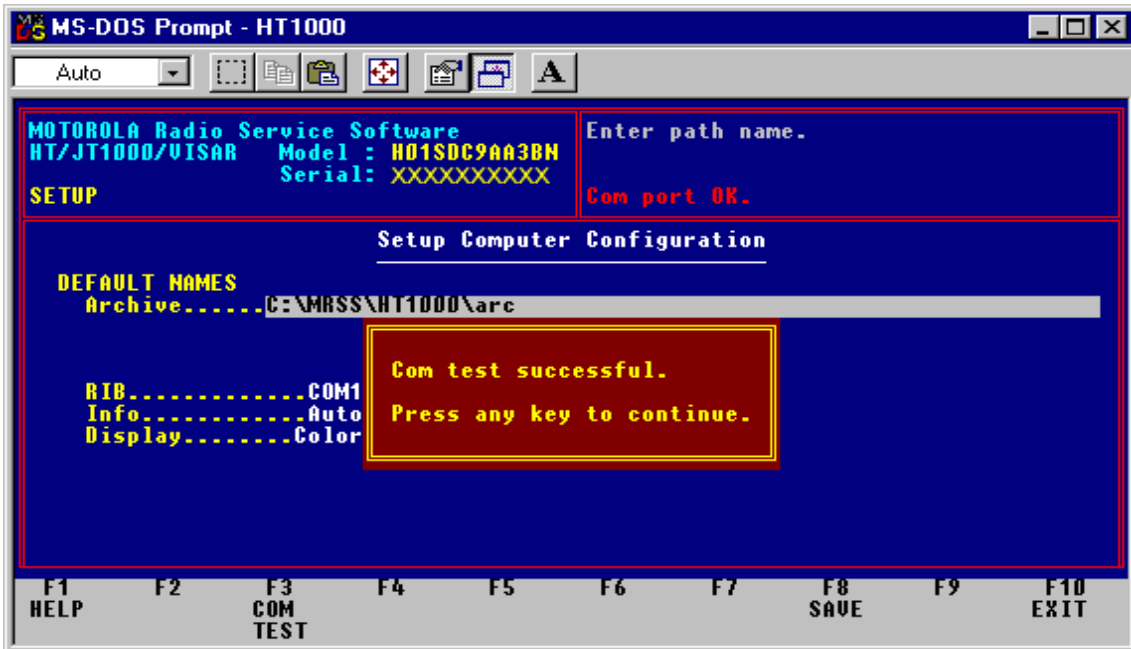 MS-DOS Prompt - HT1000
Auto
A
MOTOROLA Radio Service Software
HT/JT1000/VISAR Model : H01SDC9AA3BN
Serial: XXXXXXXXXX
SETUP
Enter path name.
Com port OK.
Setup Computer Configuration
DEFAULT NAMES
Archive......C:\MRSS\HT1000\arc
RIB.............COM1
Info............Auto
Display........Color
Com test successful.
Press any key to continue.
F1 F2 F3 F4 F5 F6 F7 F8 F9 F10
HELP COM SAVE EXIT
TEST